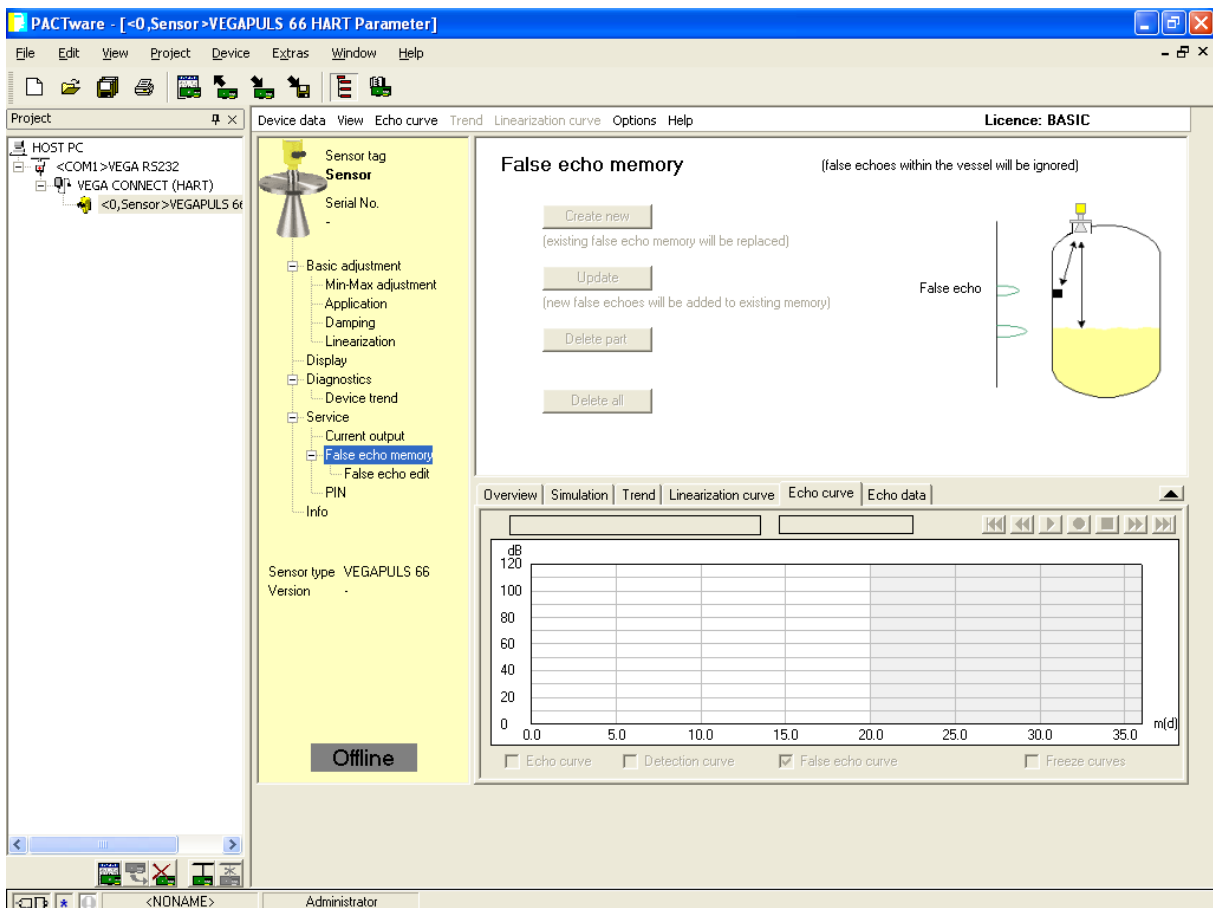 PACTware - [<0,Sensor>VEGAPULS 66 HART Parameter]
File Edit View Project Device Extras Window Help
Project
HOST PC
<COM1>VEGA RS232
VEGA CONNECT (HART)
<0,Sensor>VEGAPULS 66
Device data View Echo curve Trend Linearization curve Options Help Licence: BASIC
Sensor tag
Sensor
Serial No.
-
Basic adjustment
Min-Max adjustment
Application
Damping
Linearization
Display
Diagnostics
Device trend
Service
Current output
False echo memory
False echo edit
PIN
Info
Sensor type VEGAPULS 66
Version -
Offline
False echo memory (false echoes within the vessel will be ignored)
Create new
(existing false echo memory will be replaced)
Update
(new false echoes will be added to existing memory)
Delete part
Delete all
False echo
Overview Simulation Trend Linearization curve Echo curve Echo data
dB
120
100
80
60
40
20
0
0.0 5.0 10.0 15.0 20.0 25.0 30.0 35.0 m(d)
Echo curve Detection curve False echo curve Freeze curves
<NONAME> Administrator